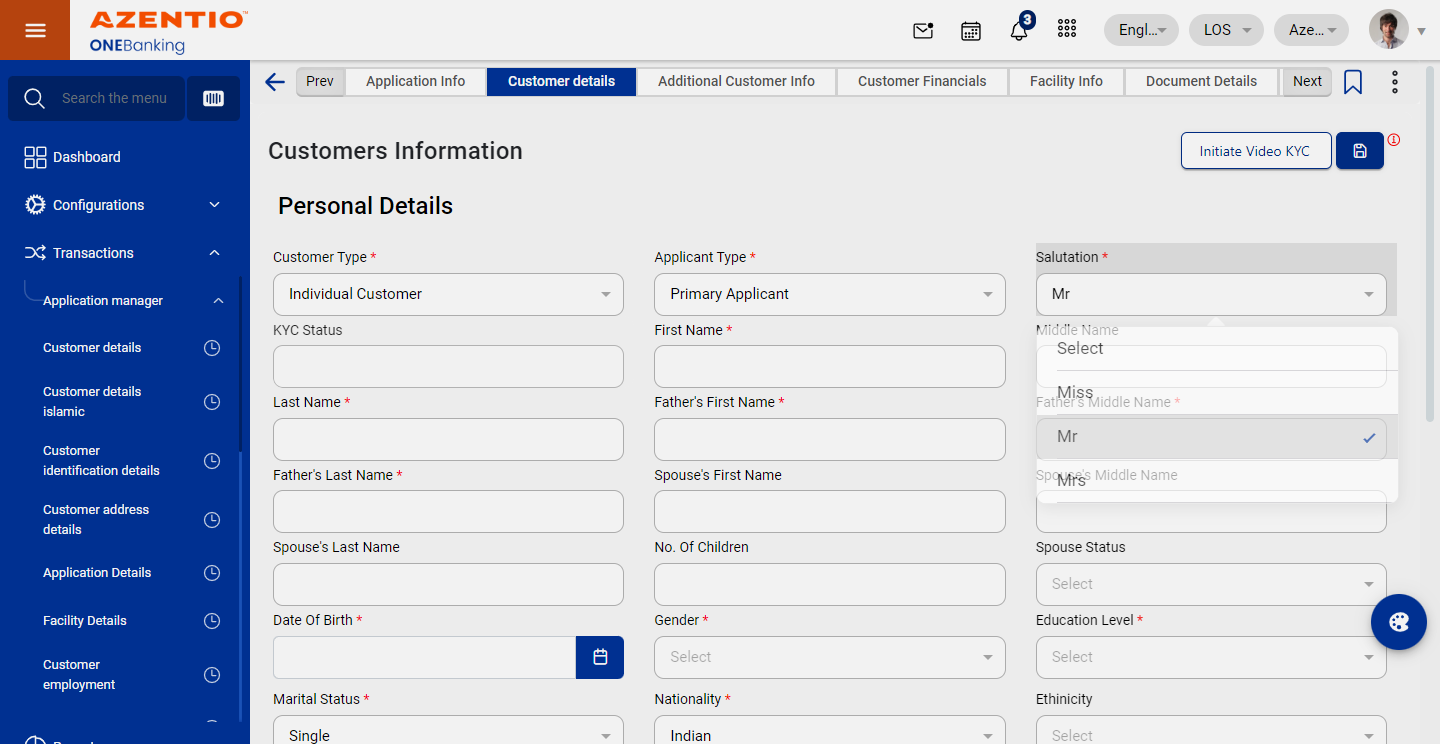 AZENTIO™
ONEBanking
3
Engl...
LOS
Aze...
Search the menu
Dashboard
Configurations
Transactions
Application manager
Customer details
Customer details
islamic
Customer
identification details
Customer address
details
Application Details
Facility Details
Customer
employment
Prev
Application Info
Customer details
Additional Customer Info
Customer Financials
Facility Info
Document Details
Next
Customers Information
Initiate Video KYC
Personal Details
Customer Type *
Applicant Type *
Salutation *
Individual Customer
Primary Applicant
Mr
KYC Status
First Name *
Middle Name
Select
Miss
Last Name *
Father's First Name *
Father's Middle Name *
Mr
Father's Last Name *
Spouse's First Name
Spouse's Middle Name
Mrs
Spouse's Last Name
No. Of Children
Spouse Status
Select
Date Of Birth *
Gender *
Education Level *
Select
Select
Marital Status *
Nationality *
Ethinicity
Single
Indian
Select